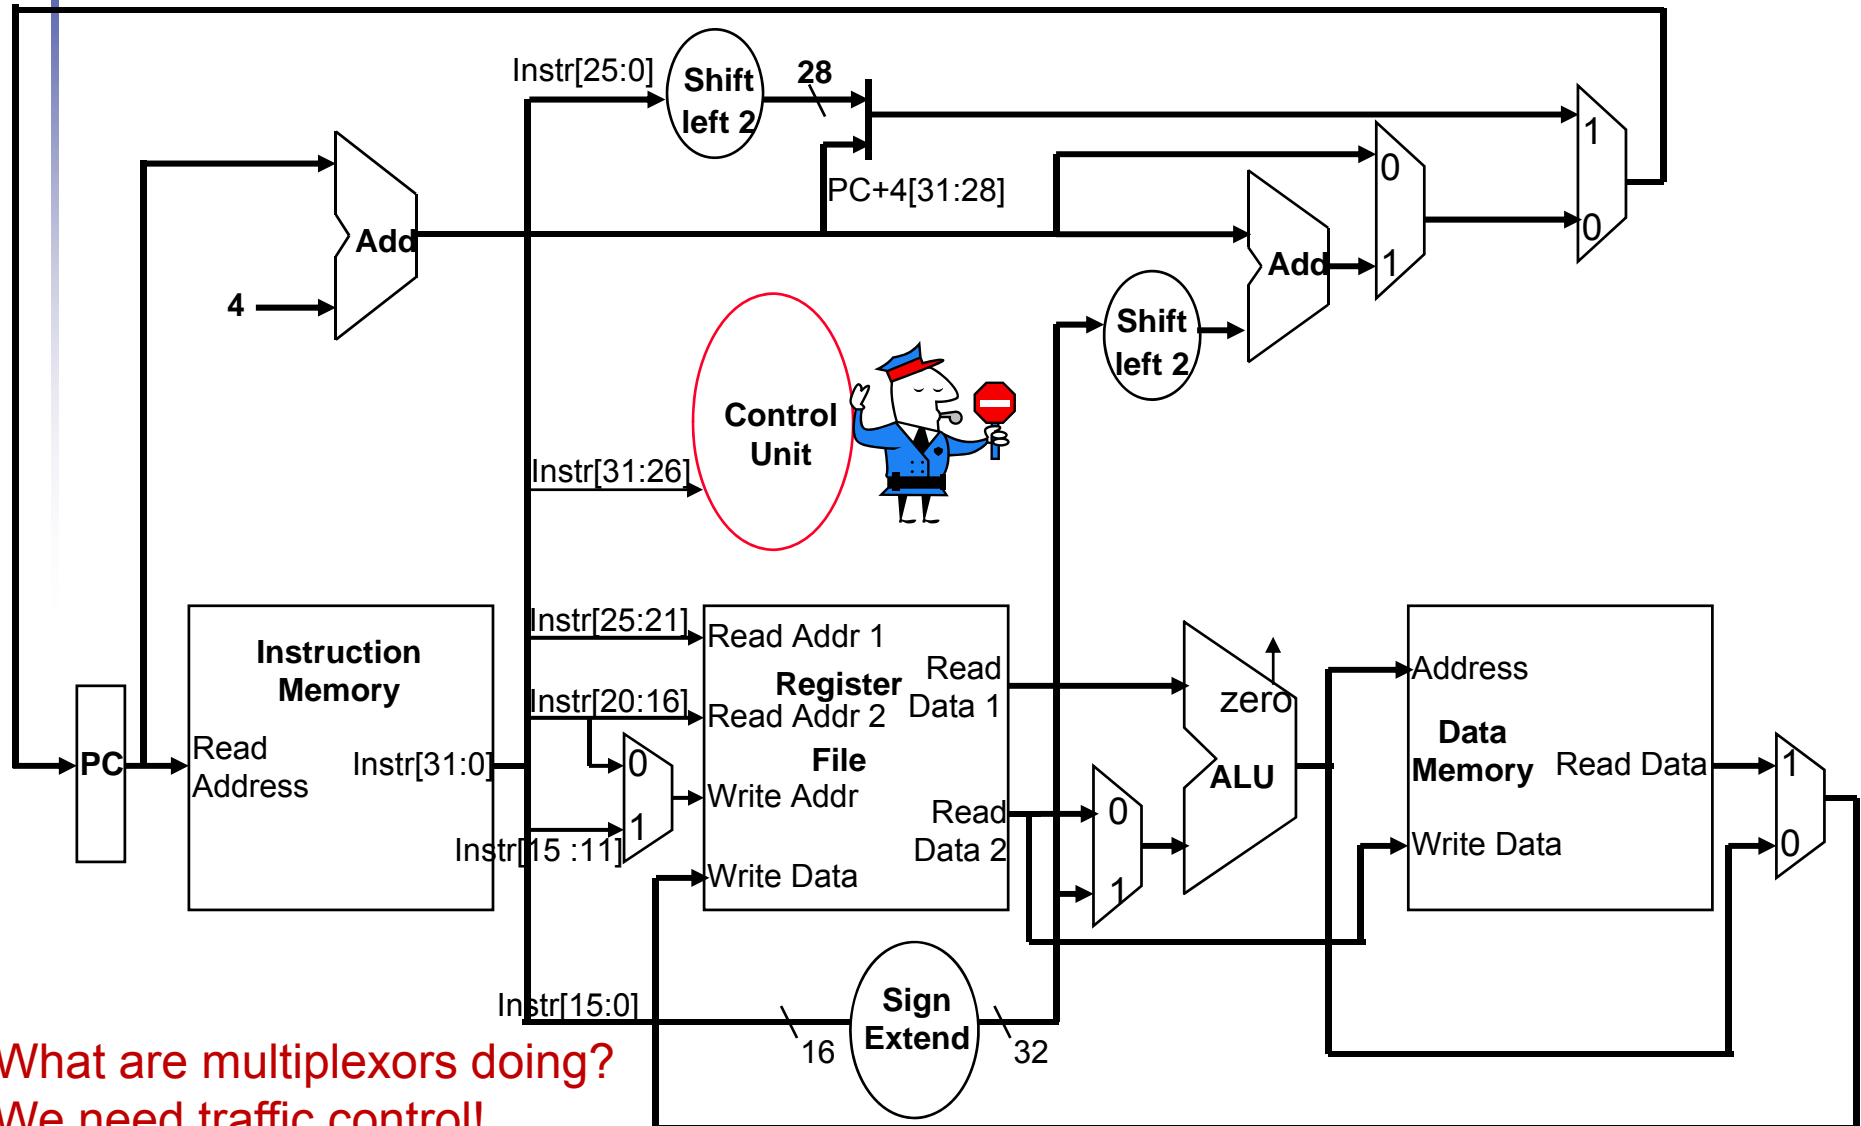 Instr[25:0]
Shift
left 2
28
PC+4[31:28]
1
0
0
1
Add
4
Add
Shift
left 2
Control
Unit
Instr[31:26]
Instruction
Memory
PC
Read
Address
Instr[31:0]
Instr[25:21]
Instr[20:16]
0
1
Instr[15 :11]
Read Addr 1
Register
Read Addr 2
File
Write Addr
Write Data
Read
Data 1
Read
Data 2
0
1
zero
ALU
Address
Data
Memory
Read Data
Write Data
1
0
Instr[15:0]
16
Sign
Extend
32
What are multiplexors doing?
We need traffic control!